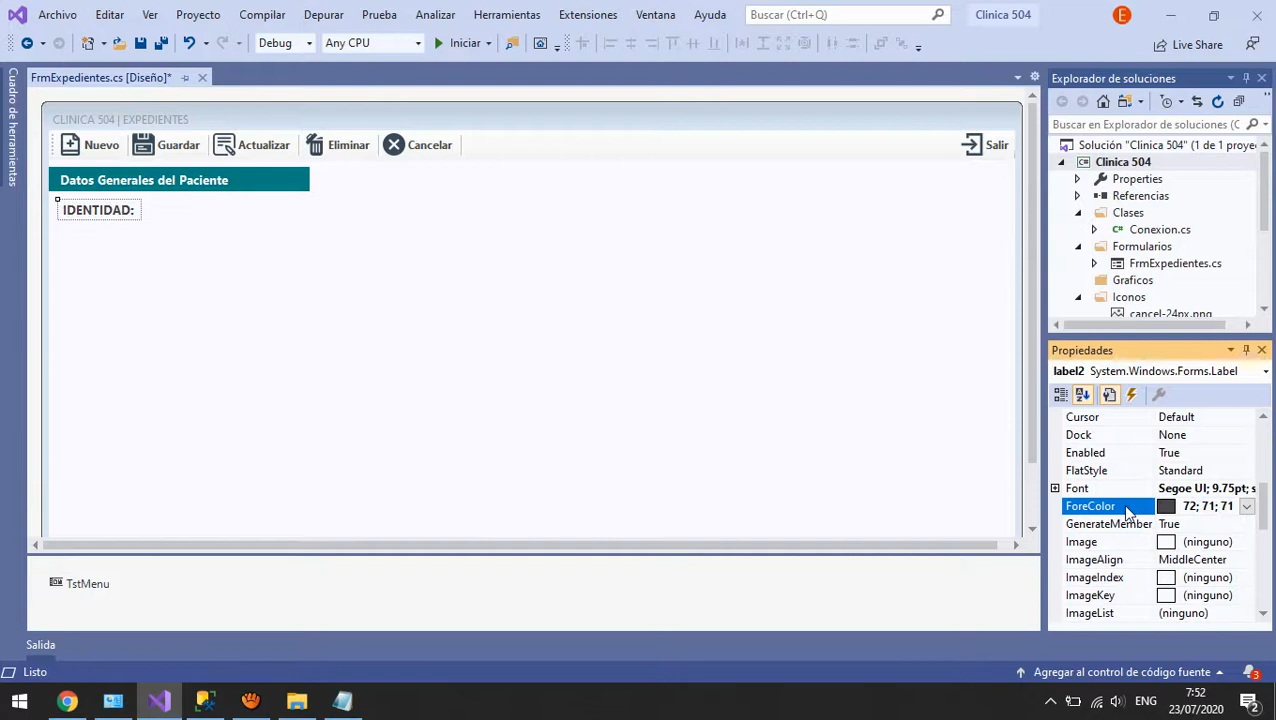 Archivo Editar Ver Proyecto Compilar Depurar Prueba Analizar Herramientas Extensiones Ventana Ayuda Buscar (Ctrl+Q) Clinica 504 E
Debug Any CPU Iniciar Live Share
Cuadro de herramientas
FrmExpedientes.cs [Diseño]*
CLINICA 504 | EXPEDIENTES
Nuevo Guardar Actualizar Eliminar Cancelar Salir
Datos Generales del Paciente
IDENTIDAD:
TstMenu
Explorador de soluciones
Buscar en Explorador de soluciones (C
Solución "Clinica 504" (1 de 1 proye
Clinica 504
Properties
Referencias
Clases
C# Conexion.cs
Formularios
FrmExpedientes.cs
Graficos
Iconos
cancel-24px.png
Propiedades
label2 System.Windows.Forms.Label
Cursor Default
Dock None
Enabled True
FlatStyle Standard
Font Segoe UI; 9.75pt; s
ForeColor 72; 71; 71
GenerateMember True
Image (ninguno)
ImageAlign MiddleCenter
ImageIndex (ninguno)
ImageKey (ninguno)
ImageList (ninguno)
Salida
Listo Agregar al control de código fuente 3
ENG 7:52
23/07/2020 2